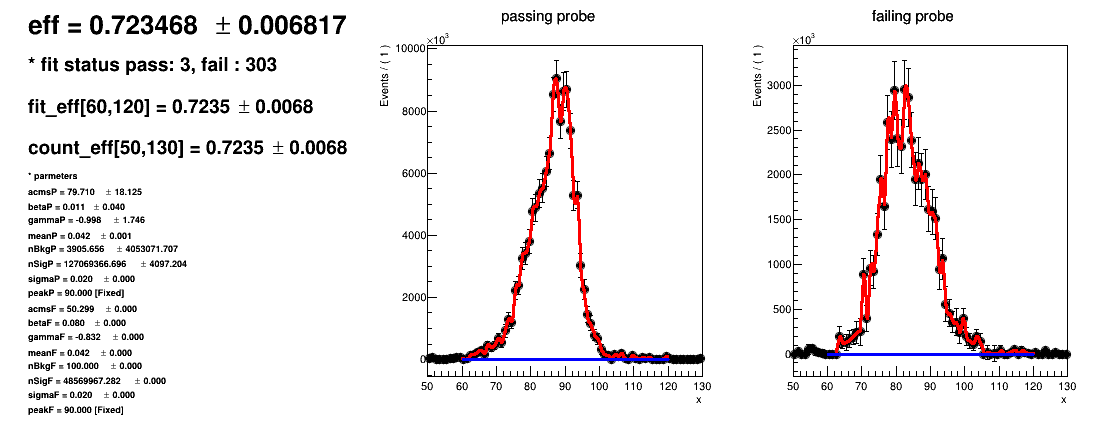 eff = 0.723468 ± 0.006817
* fit status pass: 3, fail : 303
fit_eff[60,120] = 0.7235 ± 0.0068
count_eff[50,130] = 0.7235 ± 0.0068
* parmeters
acmsP = 79.710 ± 18.125
betaP = 0.011 ± 0.040
gammaP = -0.998 ± 1.746
meanP = 0.042 ± 0.001
nBkgP = 3905.656 ± 4053071.707
nSigP = 127069366.696 ± 4097.204
sigmaP = 0.020 ± 0.000
peakP = 90.000 [Fixed]
acmsF = 50.299 ± 0.000
betaF = 0.080 ± 0.000
gammaF = -0.832 ± 0.000
meanF = 0.042 ± 0.000
nBkgF = 100.000 ± 0.000
nSigF = 48569967.282 ± 0.000
sigmaF = 0.020 ± 0.000
peakF = 90.000 [Fixed]
passing probe
×10³
Events / ( 1 )
10000
8000
6000
4000
2000
0
50 60 70 80 90 100 110 120 130
x
failing probe
×10³
Events / ( 1 )
3000
2500
2000
1500
1000
500
0
50 60 70 80 90 100 110 120 130
x